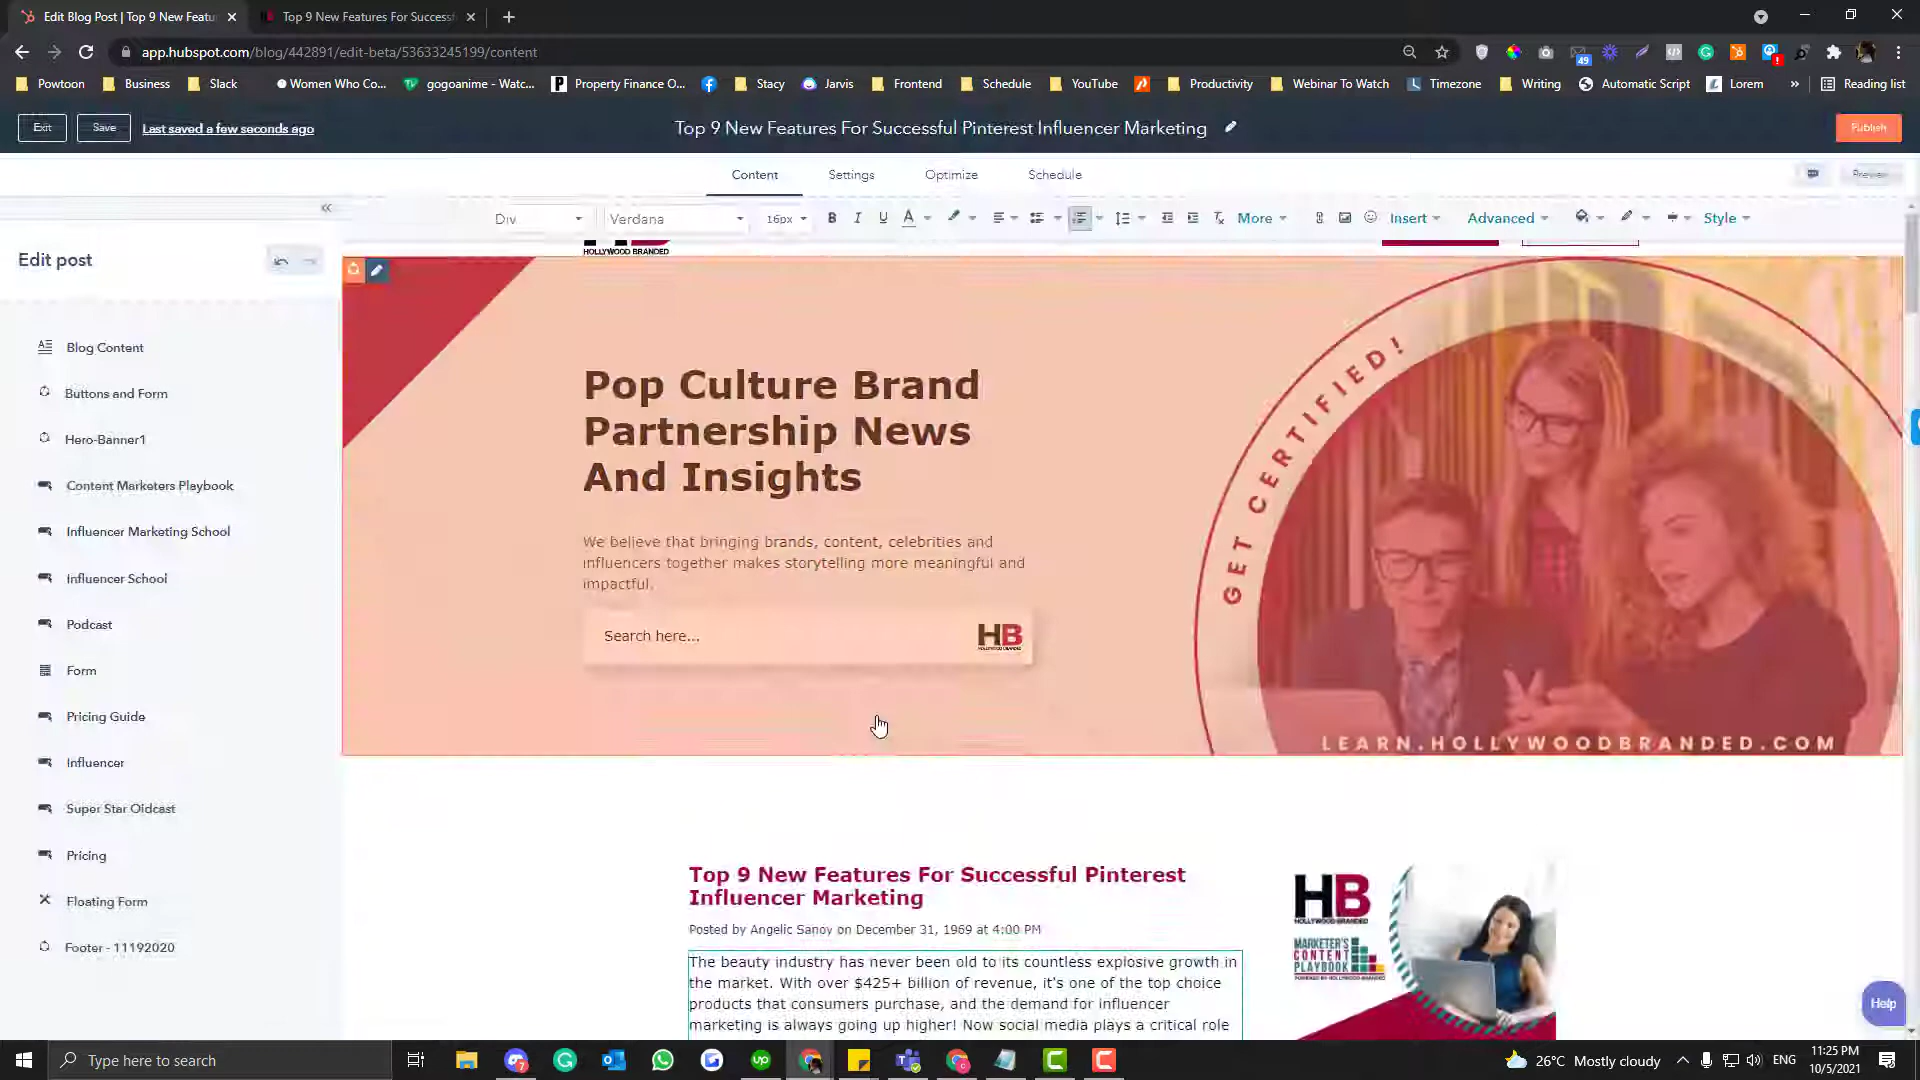 Edit Blog Post | Top 9 New Featu
Top 9 New Features For Successf
app.hubspot.com/blog/442891/edit-beta/53633245199/content
49
Powtoon
Business
Slack
Women Who Co...
gogoanime - Watc...
Property Finance O...
Stacy
Jarvis
Frontend
Schedule
YouTube
Productivity
Webinar To Watch
Timezone
Writing
Automatic Script
Lorem
»
Reading list
Exit
Save
Last saved a few seconds ago
Top 9 New Features For Successful Pinterest Influencer Marketing
Publish
Content
Settings
Optimize
Schedule
Preview
Div
Verdana
16px
B
I
U
A
More
Insert
Advanced
Style
Edit post
HOLLYWOOD BRANDED
Blog Content
Buttons and Form
Hero-Banner1
Content Marketers Playbook
Influencer Marketing School
Influencer School
Podcast
Form
Pricing Guide
Influencer
Super Star Oidcast
Pricing
Floating Form
Footer - 11192020
Pop Culture Brand
Partnership News
And Insights
We believe that bringing brands, content, celebrities and
influencers together makes storytelling more meaningful and
impactful.
Search here...
HB
GET CERTIFIED!
LEARN.HOLLYWOODBRANDED.COM
Top 9 New Features For Successful Pinterest
Influencer Marketing
Posted by Angelic Sanoy on December 31, 1969 at 4:00 PM
The beauty industry has never been old to its countless explosive growth in
the market. With over $425+ billion of revenue, it's one of the top choice
products that consumers purchase, and the demand for influencer
marketing is always going up higher! Now social media plays a critical role
HB
HOLLYWOOD BRANDED
MARKETER'S
CONTENT
PLAYBOOK
Help
Type here to search
26°C Mostly cloudy
ENG
11:25 PM
10/5/2021